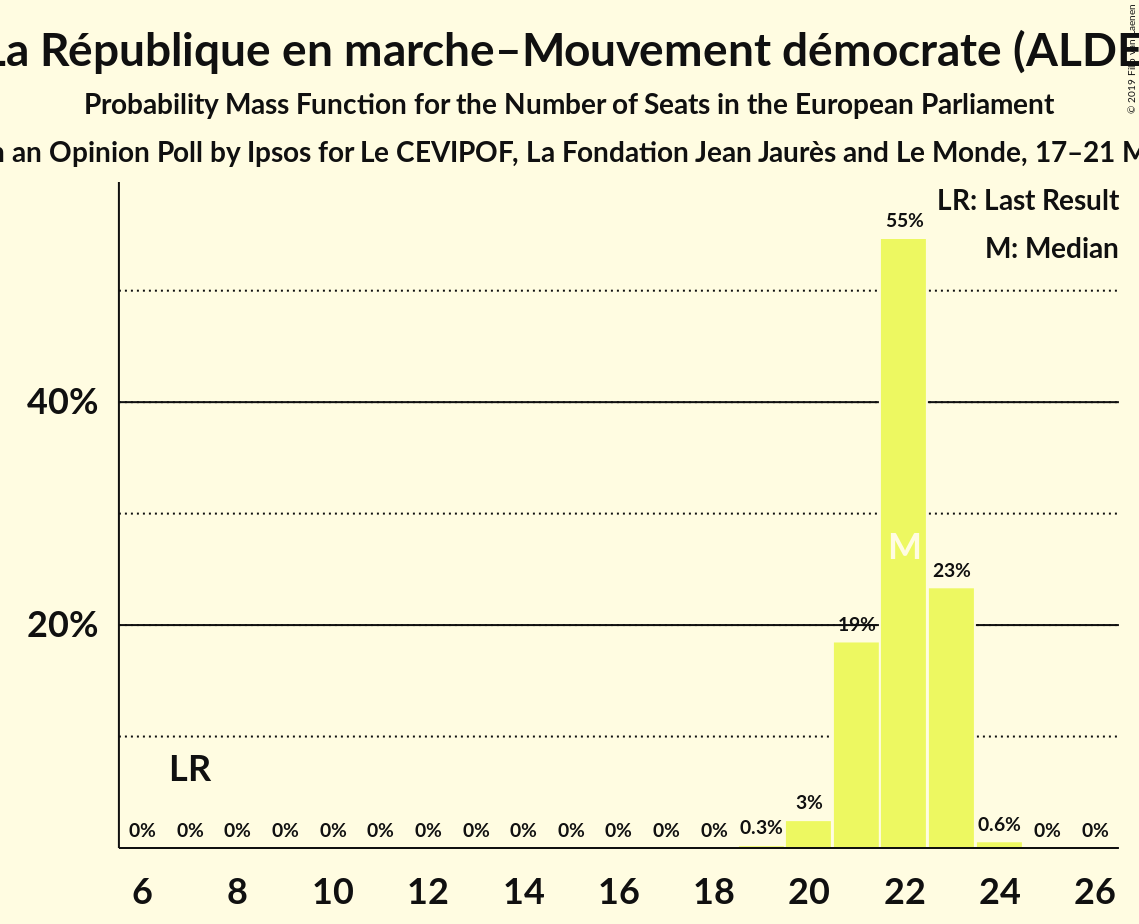 La République en marche–Mouvement démocrate (ALDE
Probability Mass Function for the Number of Seats in the European Parliament
an Opinion Poll by Ipsos for Le CEVIPOF, La Fondation Jean Jaurès and Le Monde, 17–21 M
© 2019 Filip van Laenen
LR: Last Result
M: Median
55%
40%
M
23%
20%
19%
LR
3%
0% 0% 0% 0% 0% 0% 0% 0% 0% 0% 0% 0% 0% 0.3% 0.6% 0% 0%
6 8 10 12 14 16 18 20 22 24 26